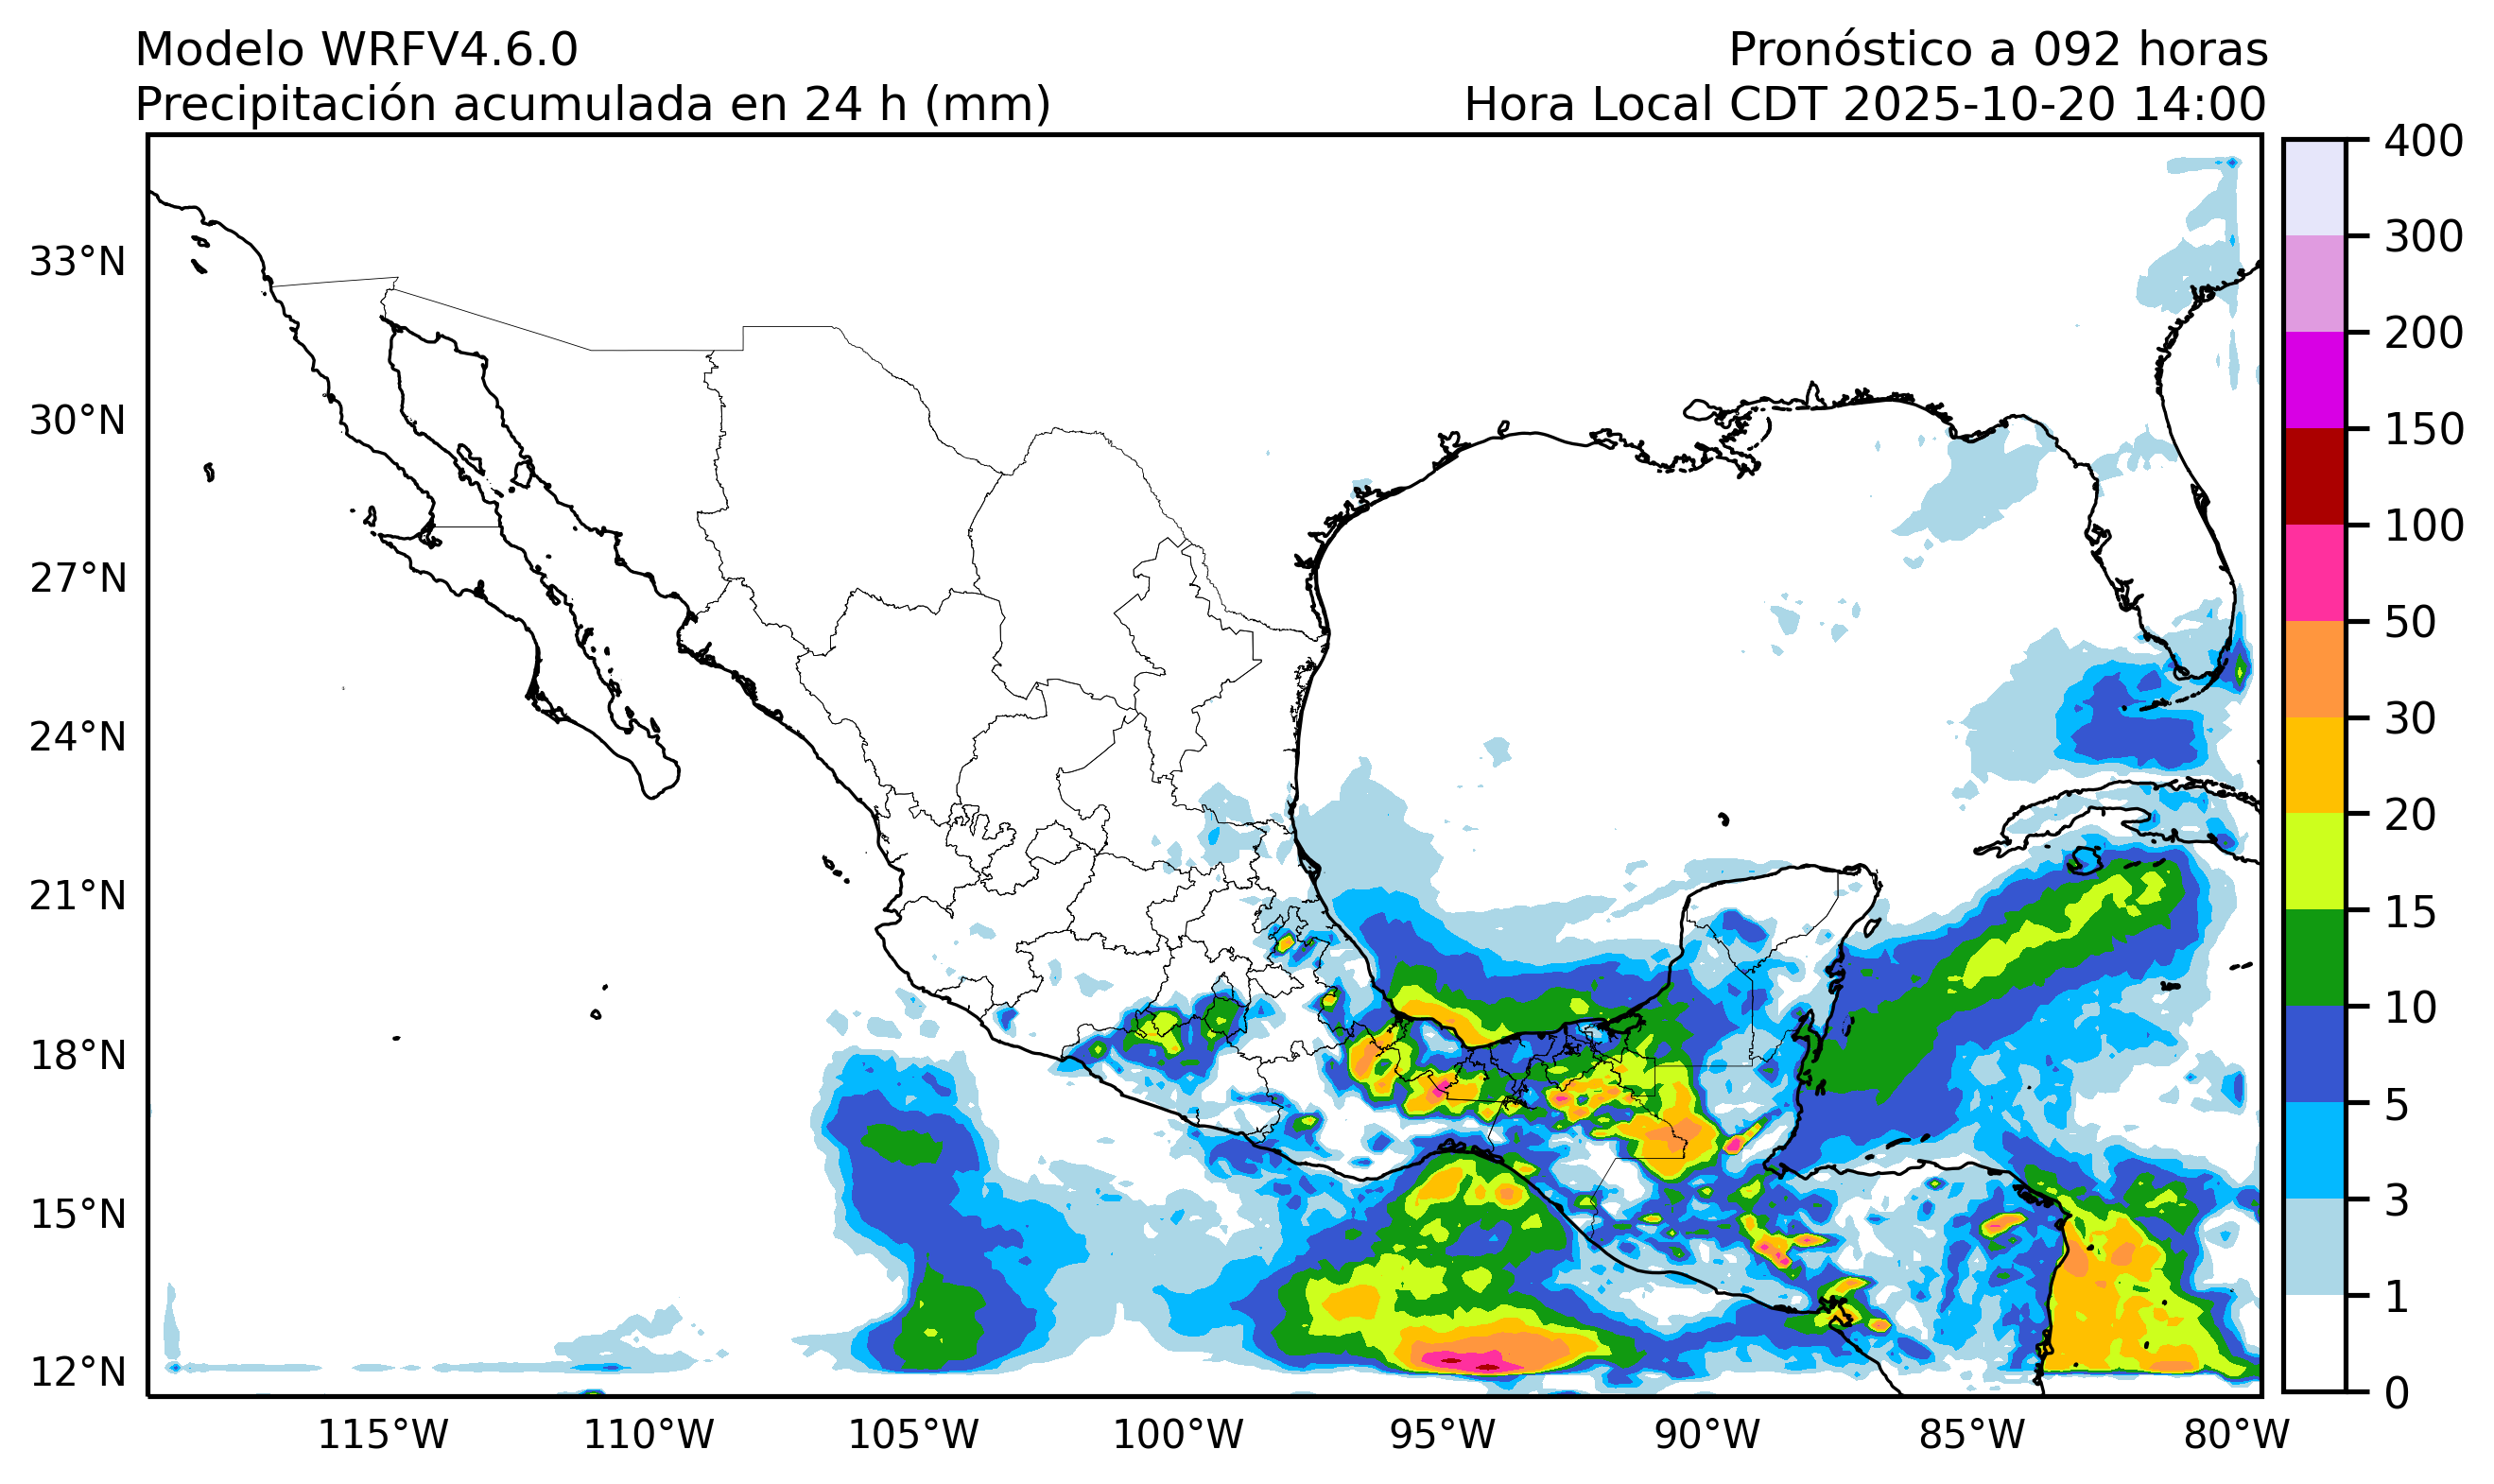 Modelo WRFV4.6.0
Pronóstico a 092 horas
Precipitación acumulada en 24 h (mm)
Hora Local CDT 2025-10-20 14:00
33°N
30°N
27°N
24°N
21°N
18°N
15°N
12°N
115°W
110°W
105°W
100°W
95°W
90°W
85°W
80°W
400
300
200
150
100
50
30
20
15
10
5
3
1
0